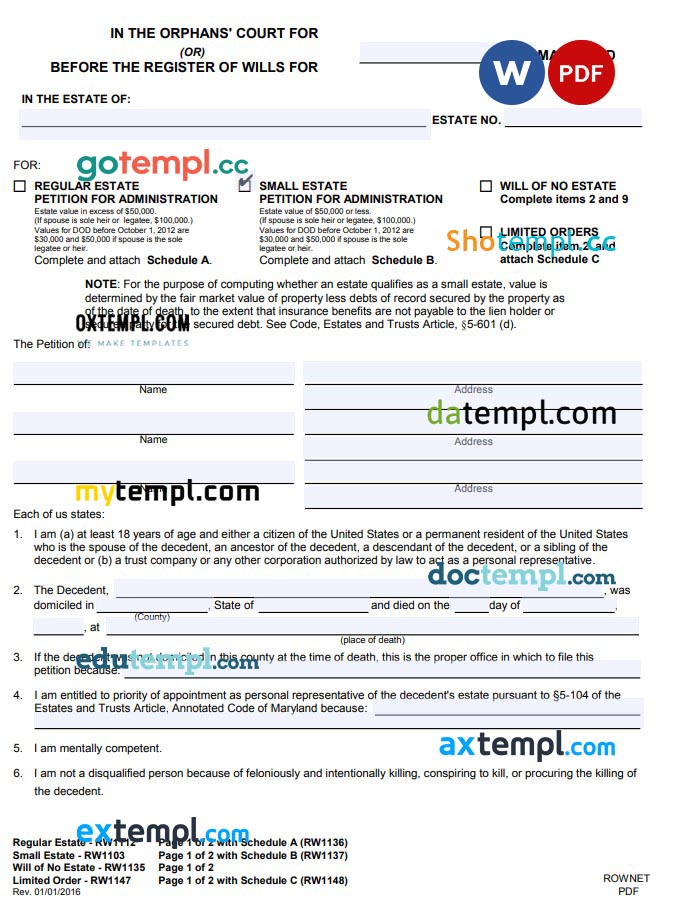 IN THE ORPHANS' COURT FOR
(OR)
BEFORE THE REGISTER OF WILLS FOR
W PDF
IN THE ESTATE OF:
ESTATE NO.
FOR:
gotempl.cc
REGULAR ESTATE
PETITION FOR ADMINISTRATION
Estate value in excess of $50,000.
(If spouse is sole heir or legatee, $100,000.)
Values for DOD before October 1, 2012 are
$30,000 and $50,000 if spouse is the sole
legatee or heir.
Complete and attach Schedule A.
SMALL ESTATE
PETITION FOR ADMINISTRATION
Estate value of $50,000 or less.
(If spouse is sole heir or legatee, $100,000.)
Values for DOD before October 1, 2012 are
$30,000 and $50,000 if spouse is the sole
legatee or heir.
Complete and attach Schedule B.
WILL OF NO ESTATE
Complete items 2 and 9
LIMITED ORDERS
Complete item 2 and
attach Schedule C
Shotempl.cc
NOTE: For the purpose of computing whether an estate qualifies as a small estate, value is
determined by the fair market value of property less debts of record secured by the property as
of the date of death, to the extent that insurance benefits are not payable to the lien holder or
secured party for the secured debt. See Code, Estates and Trusts Article, §5-601 (d).
OXTEMPL.COM
WE MAKE TEMPLATES
The Petition of:
Name Address
datempl.com
Name Address
Name Address
mytempl.com
Each of us states:
1. I am (a) at least 18 years of age and either a citizen of the United States or a permanent resident of the United States
who is the spouse of the decedent, an ancestor of the decedent, a descendant of the decedent, or a sibling of the
decedent or (b) a trust company or any other corporation authorized by law to act as a personal representative.
doctempl.com
2. The Decedent, , was
domiciled in , State of and died on the day of ,
(County)
, at
(place of death)
3. If the decedent was not domiciled in this county at the time of death, this is the proper office in which to file this
petition because:
edutempl.com
4. I am entitled to priority of appointment as personal representative of the decedent's estate pursuant to §5-104 of the
Estates and Trusts Article, Annotated Code of Maryland because:
5. I am mentally competent.
axtempl.com
6. I am not a disqualified person because of feloniously and intentionally killing, conspiring to kill, or procuring the killing of
the decedent.
extempl.com
Regular Estate - RW1112 Page 1 of 2 with Schedule A (RW1136)
Small Estate - RW1103 Page 1 of 2 with Schedule B (RW1137)
Will of No Estate - RW1135 Page 1 of 2
Limited Order - RW1147 Page 1 of 2 with Schedule C (RW1148)
Rev. 01/01/2016
ROWNET
PDF